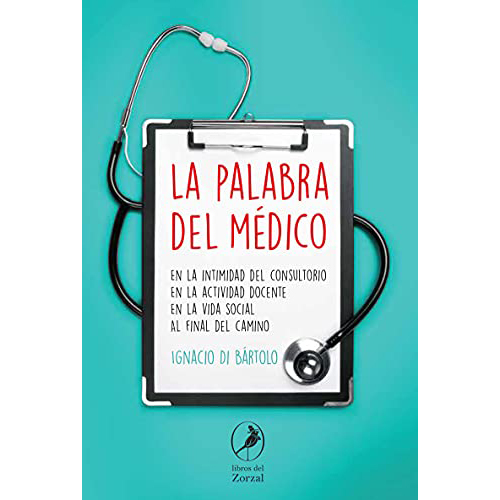 LA PALABRA
DEL MÉDICO
EN LA INTIMIDAD DEL CONSULTORIO
EN LA ACTIVIDAD DOCENTE
EN LA VIDA SOCIAL
AL FINAL DEL CAMINO
IGNACIO DI BÁRTOLO
libros del
Zorzal